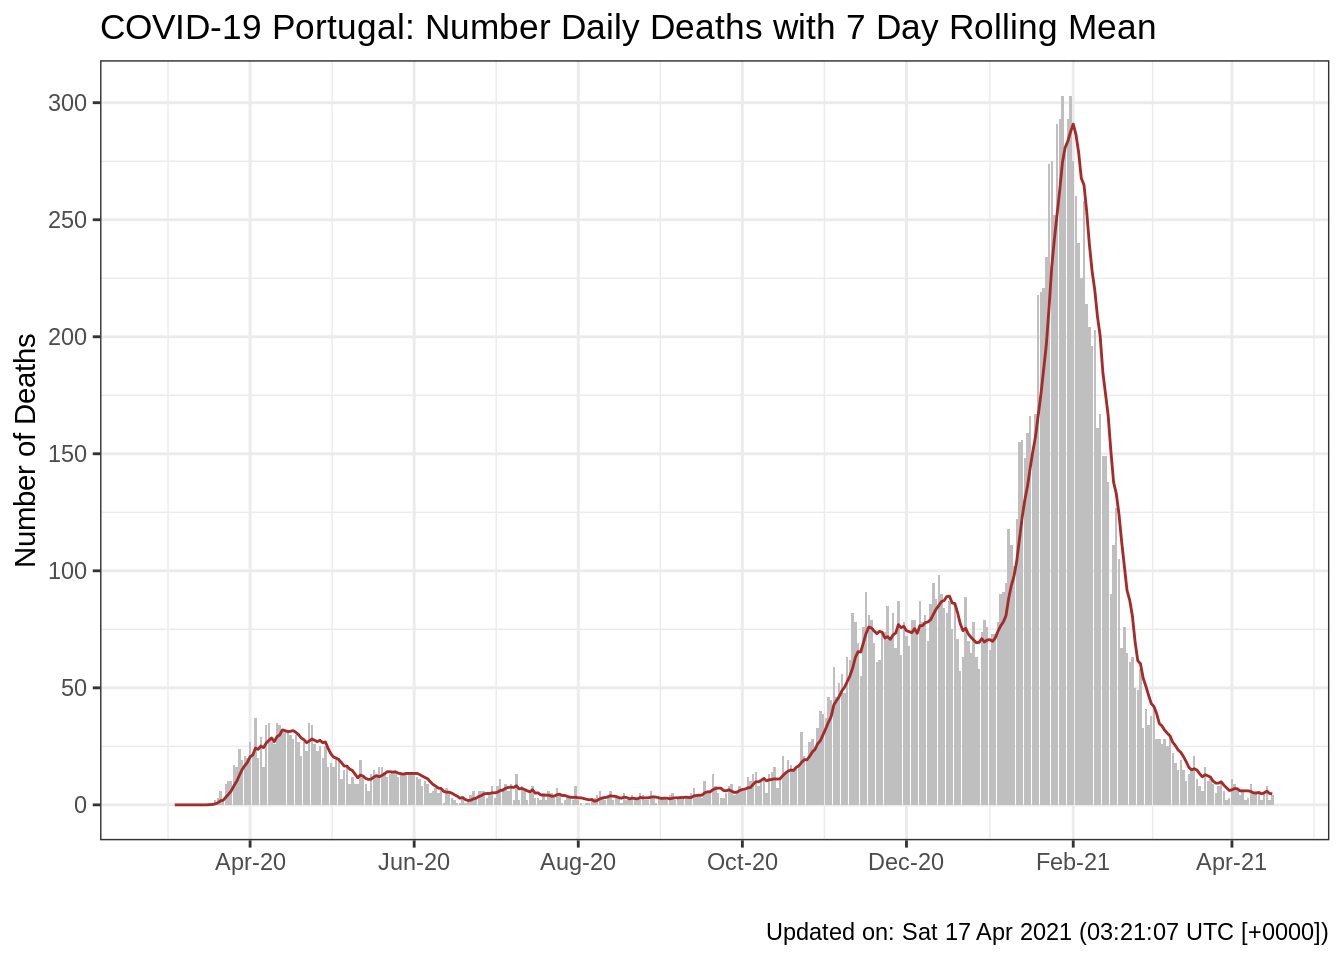 COVID-19 Portugal: Number Daily Deaths with 7 Day Rolling Mean
Number of Deaths
300
250
200
150
100
50
0
Apr-20 Jun-20 Aug-20 Oct-20 Dec-20 Feb-21 Apr-21
Updated on: Sat 17 Apr 2021 (03:21:07 UTC [+0000])